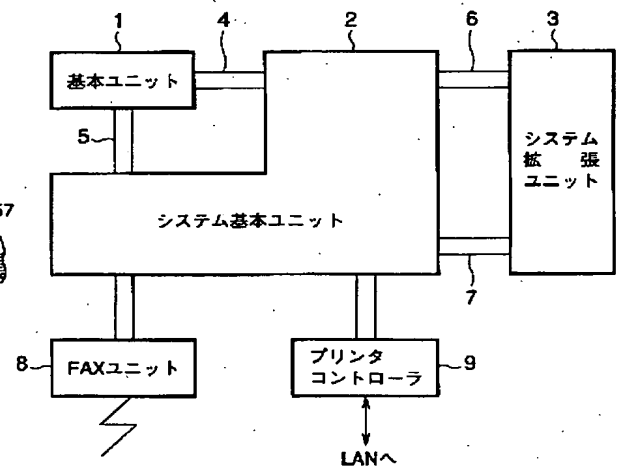 1
4
2
6
3
基本ユニット
5
システム
拡 張
ユニット
57
システム基本ユニット
7
8
FAXユニット
プリンタ
コントローラ
9
LANへ